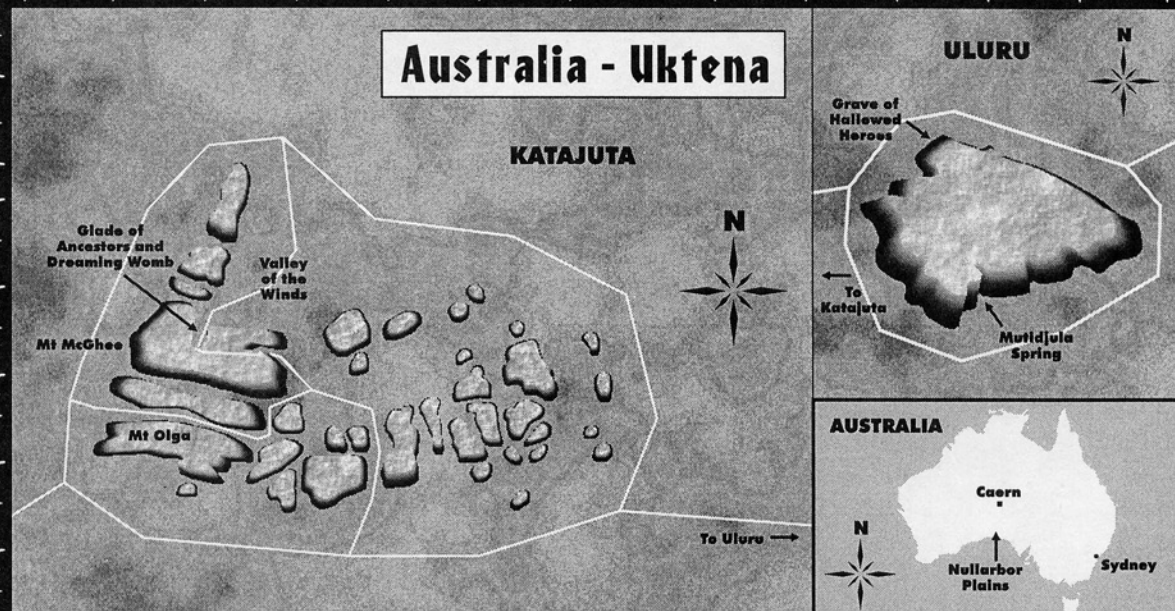 Australia - Uktena
KATAJUTA
N
Glade of
Ancestors and
Dreaming Womb
Valley
of the
Winds
Mt McGhee
Mt Olga
To Uluru
ULURU
N
Grave of
Hallowed
Heroes
To
Katajuta
Mutidjula
Spring
AUSTRALIA
Caern
N
Nullarbor
Plains
Sydney